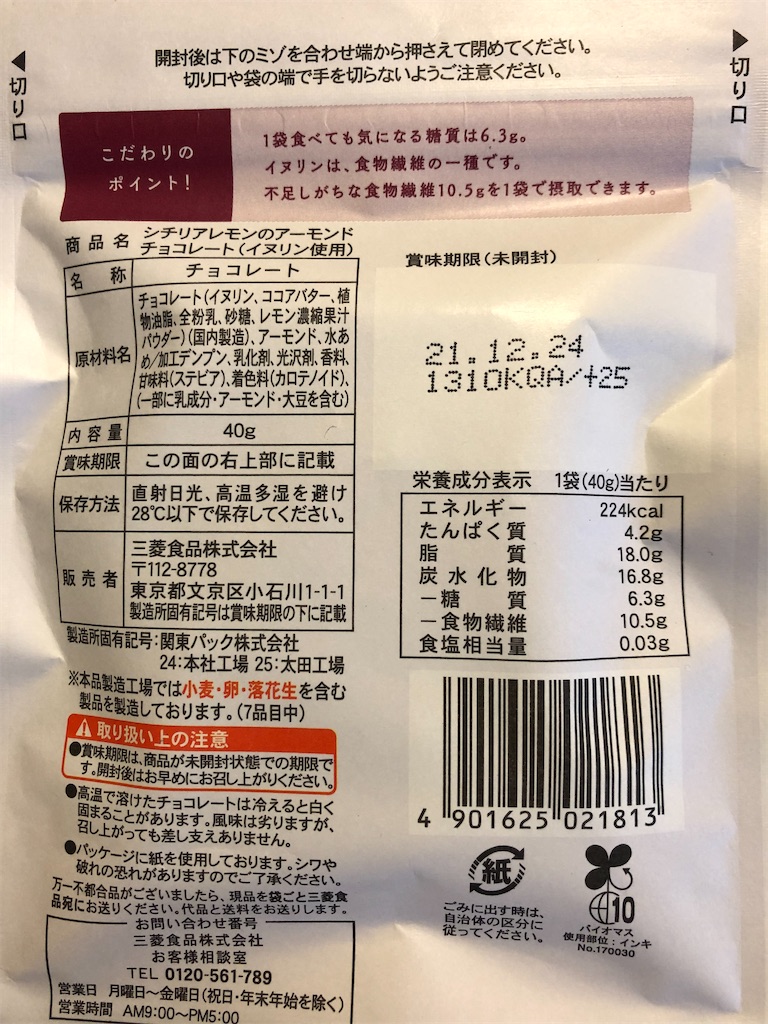 開封後は下のミゾを合わせ端から押さえて閉めてください。
切り口や袋の端で手を切らないようご注意ください。
◀切り口
▶切り口
こだわりの
ポイント!
1袋食べても気になる糖質は6.3g。
イヌリンは、食物繊維の一種です。
不足しがちな食物繊維10.5gを1袋で摂取できます。
商品名 シチリアレモンのアーモンド
チョコレート(イヌリン使用)
名称 チョコレート
原材料名 チョコレート(イヌリン、ココアバター、植
物油脂、全粉乳、砂糖、レモン濃縮果汁
パウダー)(国内製造)、アーモンド、水あ
め/加工デンプン、乳化剤、光沢剤、香料、
甘味料(ステビア)、着色料(カロテノイド)、
(一部に乳成分・アーモンド・大豆を含む)
内容量 40g
賞味期限 この面の右上部に記載
保存方法 直射日光、高温多湿を避け
28℃以下で保存してください。
販売者 三菱食品株式会社
〒112-8778
東京都文京区小石川1-1-1
製造所固有記号は賞味期限の下に記載
製造所固有記号:関東パック株式会社
24:本社工場 25:太田工場
※本品製造工場では小麦・卵・落花生を含む
製品を製造しております。(7品目中)
取り扱い上の注意
●賞味期限は、商品が未開封状態での期限で
す。開封後はお早めにお召し上がりください。
●高温で溶けたチョコレートは冷えると白く
固まることがあります。風味は劣りますが、
召し上がっても差し支えありません。
●パッケージに紙を使用しております。シワや
破れの恐れがありますのでご了承ください。
万一不都合品がございましたら、現品を袋ごと三菱食
品宛にお送りください。代品と送料をお送りします。
お問い合わせ番号
三菱食品株式会社
お客様相談室
TEL 0120-561-789
営業日 月曜日〜金曜日(祝日・年末年始を除く)
営業時間 AM9:00〜PM5:00
賞味期限(未開封)
21.12.24
1310KQA/+25
栄養成分表示 1袋(40g)当たり
エネルギー 224kcal
たんぱく質 4.2g
脂質 18.0g
炭水化物 16.8g
－糖質 6.3g
－食物繊維 10.5g
食塩相当量 0.03g
4 901625 021813
紙
ごみに出す時は、
自治体の区分に
従ってください。
10
バイオマス
使用部位:インキ
No.170030